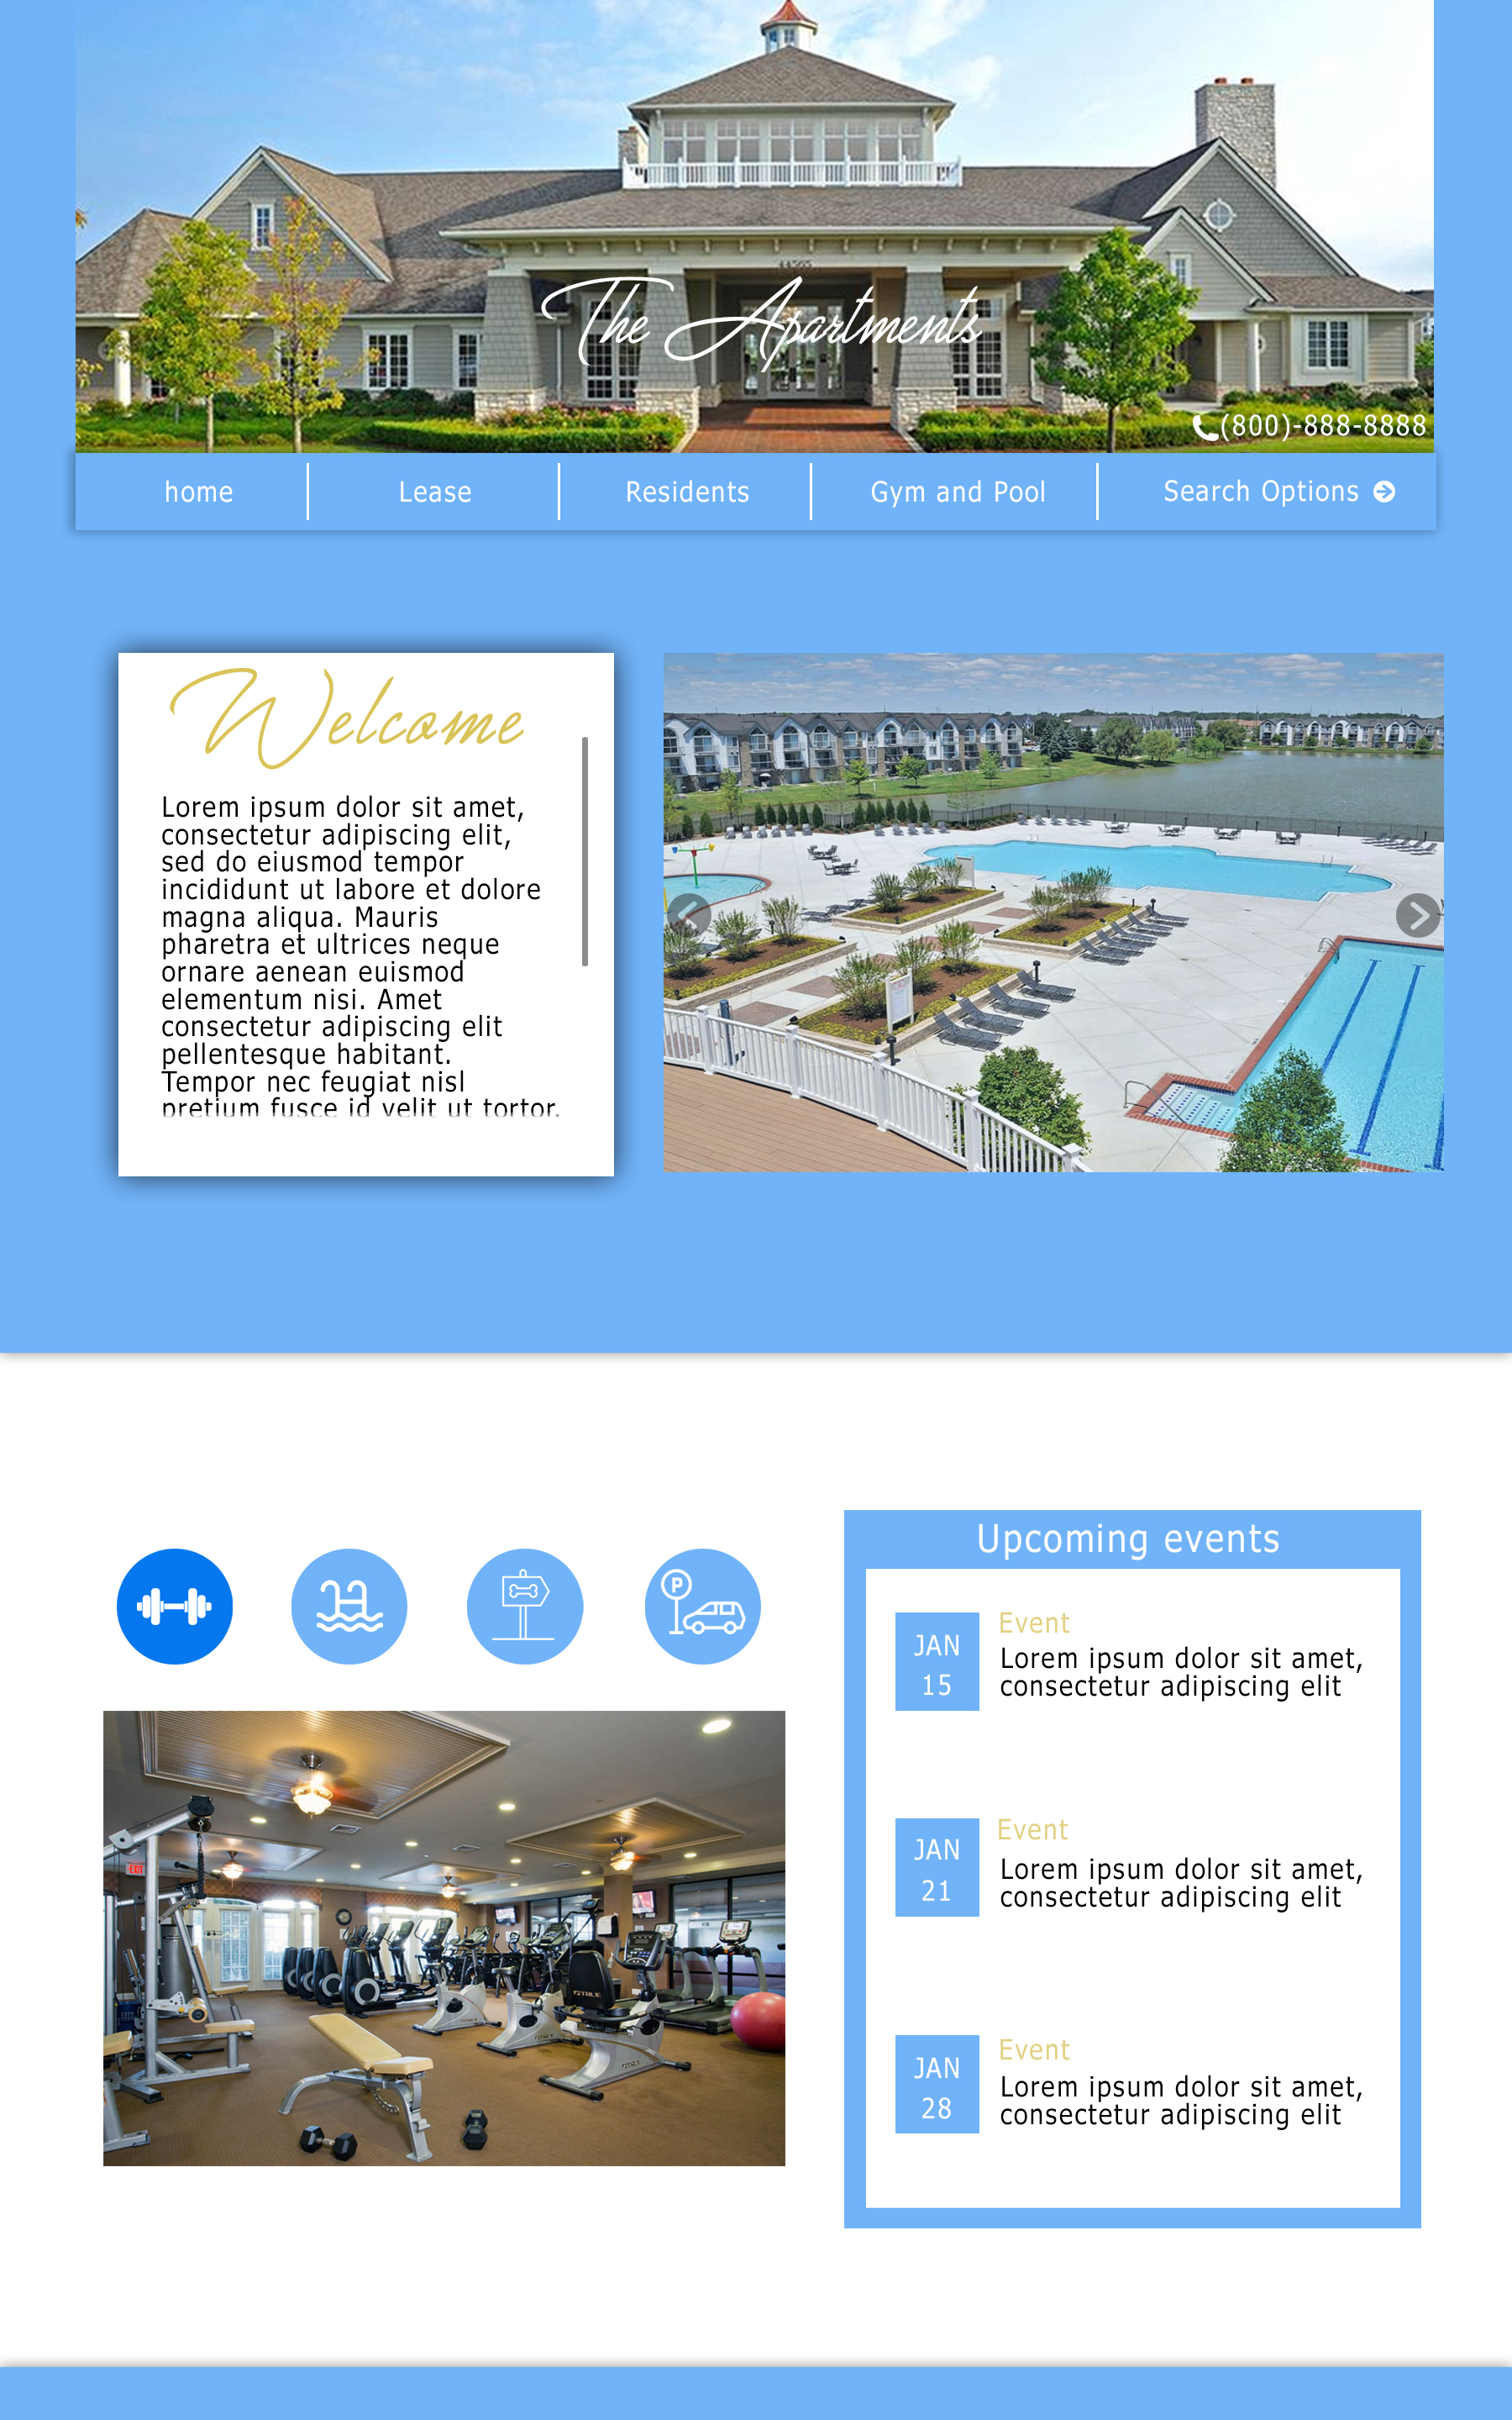 44505
The Apartments
(800)-888-8888
home
Lease
Residents
Gym and Pool
Search Options
Welcome
Lorem ipsum dolor sit amet,
consectetur adipiscing elit,
sed do eiusmod tempor
incididunt ut labore et dolore
magna aliqua. Mauris
pharetra et ultrices neque
ornare aenean euismod
elementum nisi. Amet
consectetur adipiscing elit
pellentesque habitant.
Tempor nec feugiat nisl
pretium fusce id velit ut tortor.
P
EXIT
Upcoming events
JAN
15
Event
Lorem ipsum dolor sit amet,
consectetur adipiscing elit
JAN
21
Event
Lorem ipsum dolor sit amet,
consectetur adipiscing elit
JAN
28
Event
Lorem ipsum dolor sit amet,
consectetur adipiscing elit